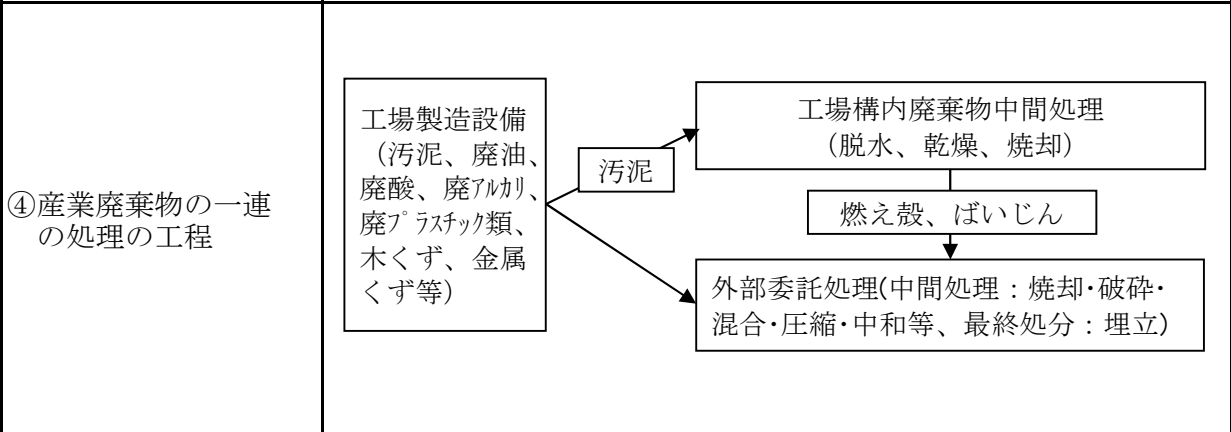 ④産業廃棄物の一連
の処理の工程
工場製造設備
（汚泥、廃油、
廃酸、廃ｱﾙｶﾘ、
廃ﾌﾟﾗｽﾁｯｸ類、
木くず、金属
くず等）
汚泥
工場構内廃棄物中間処理
（脱水、乾燥、焼却）
燃え殻、ばいじん
外部委託処理(中間処理：焼却･破砕･
混合･圧縮･中和等、最終処分：埋立)